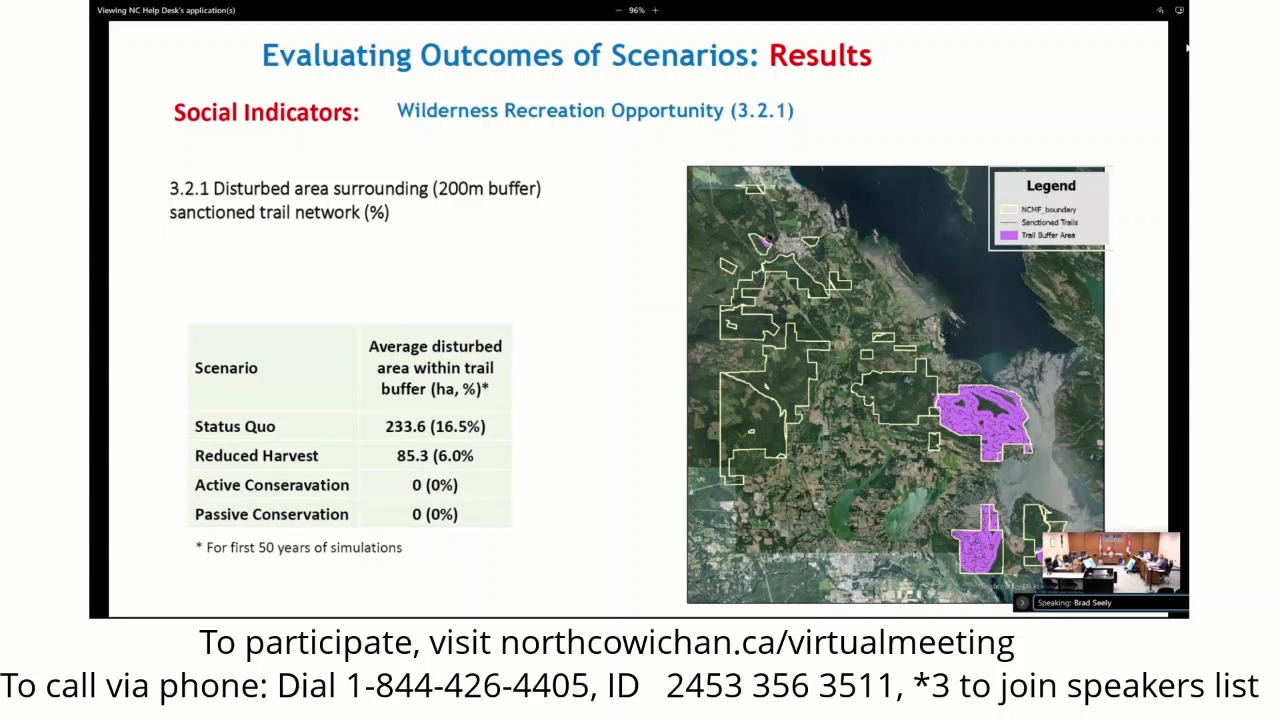 Viewing NC Help Desk's application(s)
− 96% +
Evaluating Outcomes of Scenarios: Results
Social Indicators: Wilderness Recreation Opportunity (3.2.1)
3.2.1 Disturbed area surrounding (200m buffer)
sanctioned trail network (%)
Legend
NCMF_boundary
Sanctioned Trails
Trail Buffer Area
Scenario
Average disturbed
area within trail
buffer (ha, %)*
Status Quo 233.6 (16.5%)
Reduced Harvest 85.3 (6.0%
Active Conseravation 0 (0%)
Passive Conservation 0 (0%)
* For first 50 years of simulations
Speaking: Brad Seely
To participate, visit northcowichan.ca/virtualmeeting
To call via phone: Dial 1-844-426-4405, ID 2453 356 3511, *3 to join speakers list